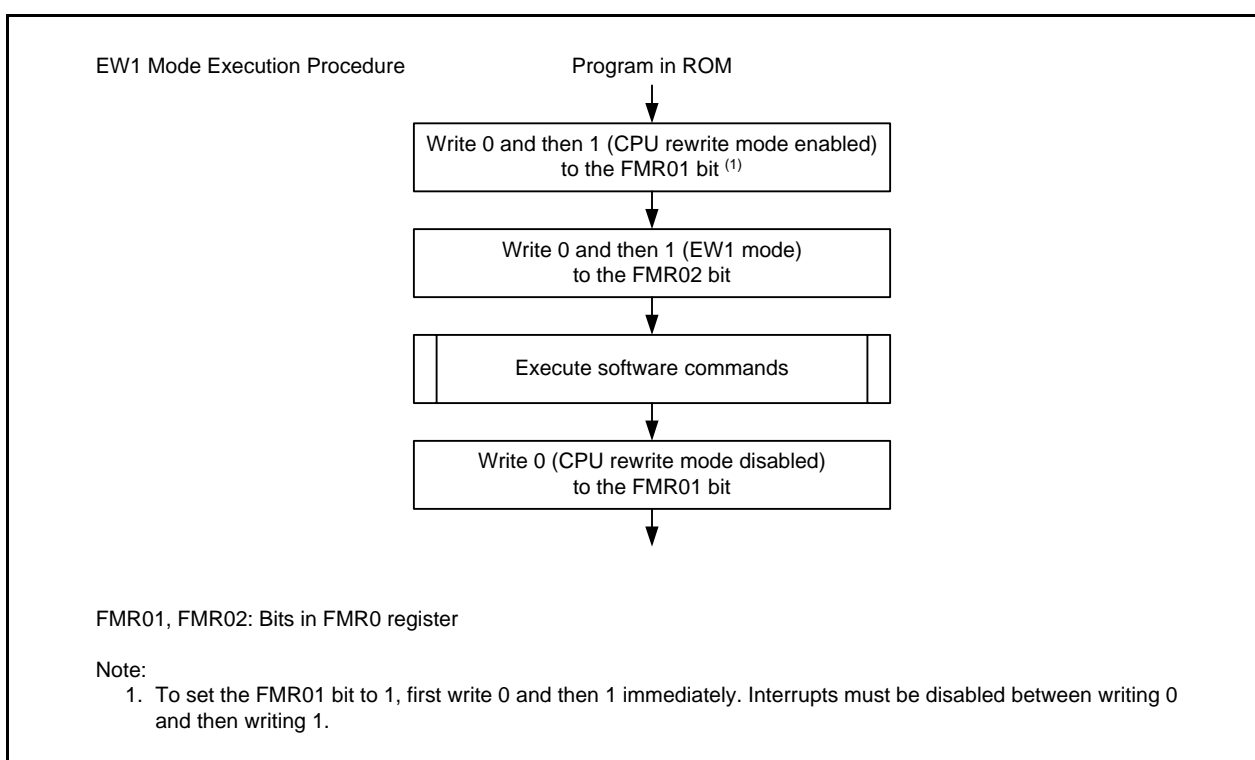 EW1 Mode Execution Procedure
Program in ROM
Write 0 and then 1 (CPU rewrite mode enabled)
to the FMR01 bit (1)
Write 0 and then 1 (EW1 mode)
to the FMR02 bit
Execute software commands
Write 0 (CPU rewrite mode disabled)
to the FMR01 bit
FMR01, FMR02: Bits in FMR0 register
Note:
1. To set the FMR01 bit to 1, first write 0 and then 1 immediately. Interrupts must be disabled between writing 0
and then writing 1.